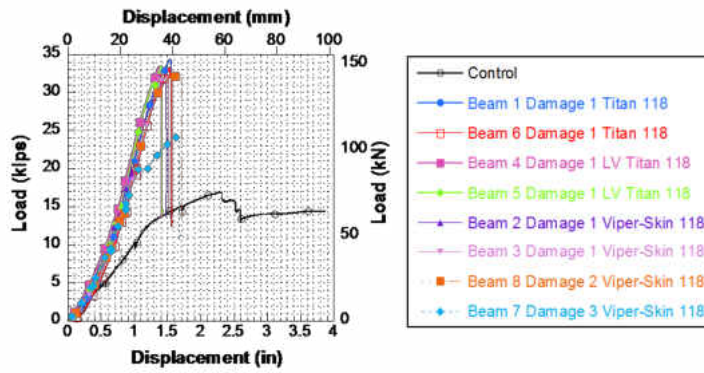 Displacement (mm)
0 20 40 60 80 100
35
30
25
20
15
10
5
0
Load (kips)
150
100
50
0
Load (kN)
0 0.5 1 1.5 2 2.5 3 3.5 4
Displacement (in)
Control
Beam 1 Damage 1 Titan 118
Beam 6 Damage 1 Titan 118
Beam 4 Damage 1 LV Titan 118
Beam 5 Damage 1 LV Titan 118
Beam 2 Damage 1 Viper-Skin 118
Beam 3 Damage 1 Viper-Skin 118
Beam 8 Damage 2 Viper-Skin 118
Beam 7 Damage 3 Viper-Skin 118